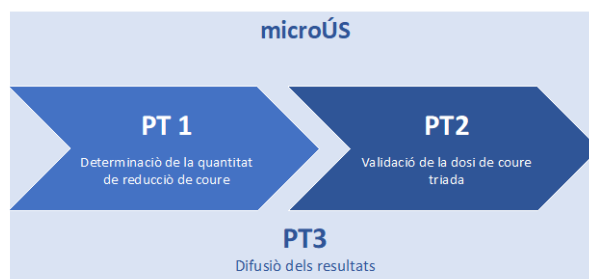 microÚS
PT 1
Determinaciò de la quantitat
de reducciò de coure
PT2
Validació de la dosi de coure
triada
PT3
Difusiò dels resultats